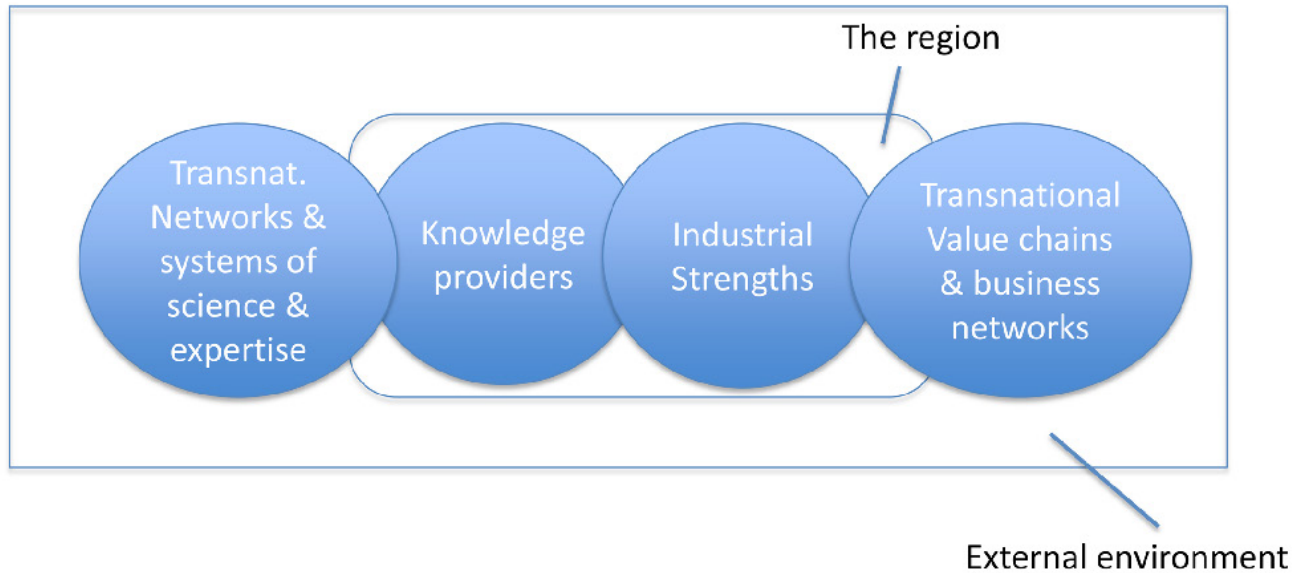 The region
Transnat.
Networks &
systems of
science &
expertise
Knowledge
providers
Industrial
Strengths
Transnational
Value chains
& business
networks
External environment